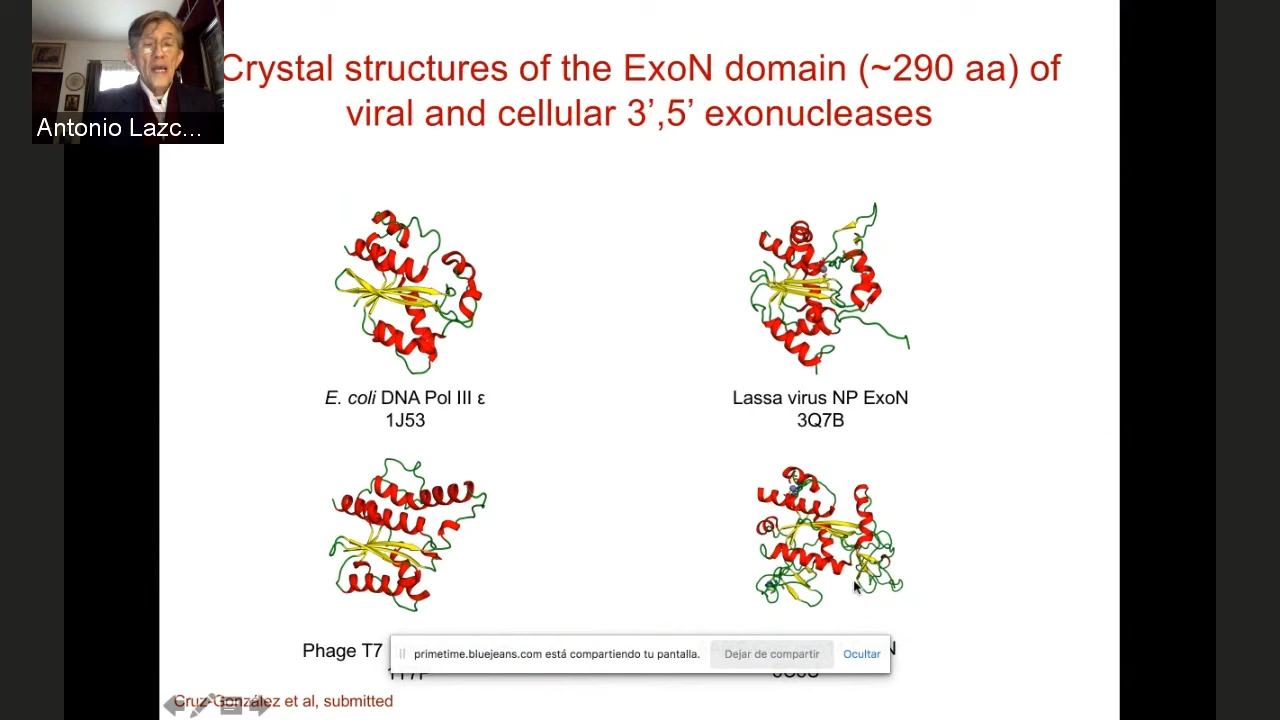 Crystal structures of the ExoN domain (~290 aa) of
viral and cellular 3’,5’ exonucleases
Antonio Lazc...
E. coli DNA Pol III ε
1J53
Lassa virus NP ExoN
3Q7B
Phage T7
primetime.bluejeans.com está compartiendo tu pantalla.
Dejar de compartir
Ocultar
Cruz-González et al, submitted